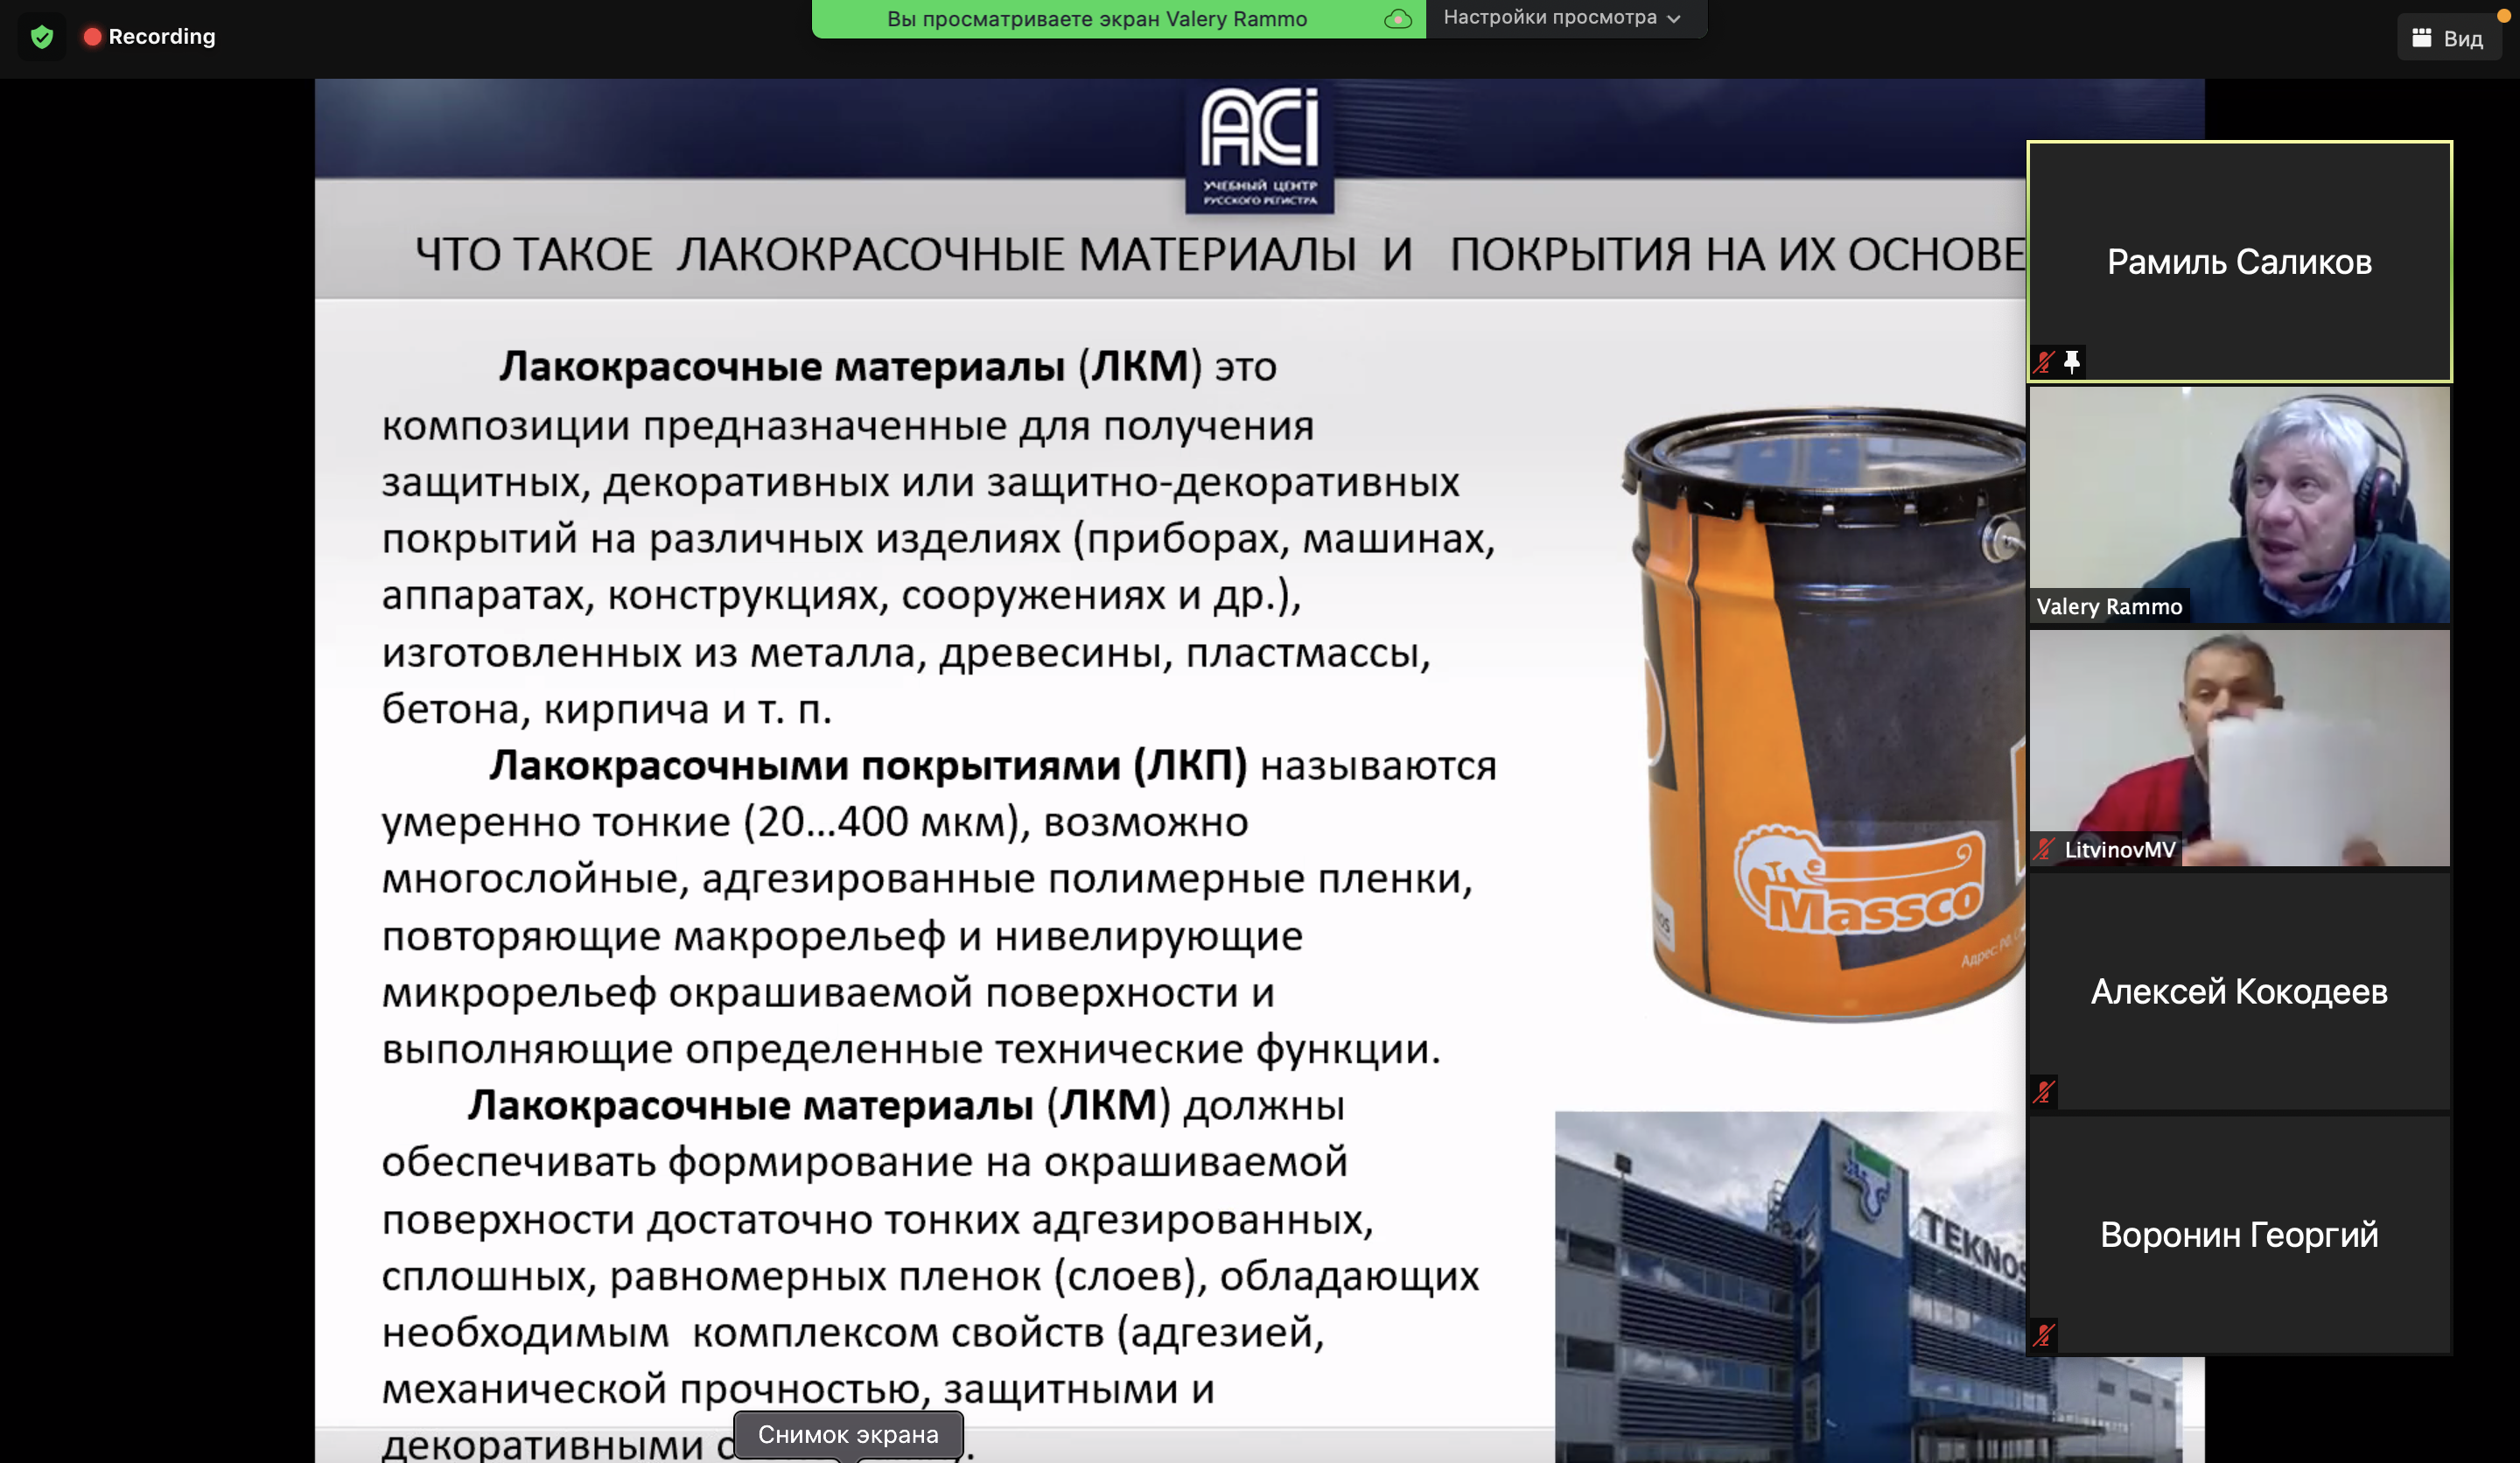 Recording
Вы просматриваете экран Valery Rammo
Настройки просмотра
Вид
ACi
УЧЕБНЫЙ ЦЕНТР
РУССКОГО РЕГИСТРА
ЧТО ТАКОЕ ЛАКОКРАСОЧНЫЕ МАТЕРИАЛЫ И ПОКРЫТИЯ НА ИХ ОСНОВЕ
Лакокрасочные материалы (ЛКМ) это
композиции предназначенные для получения
защитных, декоративных или защитно-декоративных
покрытий на различных изделиях (приборах, машинах,
аппаратах, конструкциях, сооружениях и др.),
изготовленных из металла, древесины, пластмассы,
бетона, кирпича и т. п.
Лакокрасочными покрытиями (ЛКП) называются
умеренно тонкие (20...400 мкм), возможно
многослойные, адгезированные полимерные пленки,
повторяющие макрорельеф и нивелирующие
микрорельеф окрашиваемой поверхности и
выполняющие определенные технические функции.
Лакокрасочные материалы (ЛКМ) должны
обеспечивать формирование на окрашиваемой
поверхности достаточно тонких адгезированных,
сплошных, равномерных пленок (слоев), обладающих
необходимым комплексом свойств (адгезией,
механической прочностью, защитными и
декоративными
Снимок экрана
Massco
Адрес: РФ,
TEKNOS
Рамиль Саликов
Valery Rammo
LitvinovMV
Алексей Кокодеев
Воронин Георгий